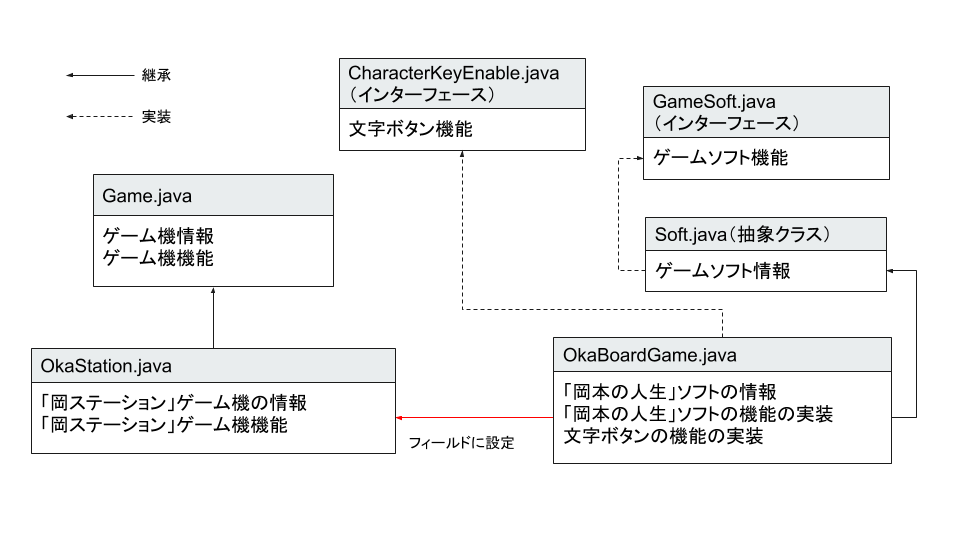 継承
実装
CharacterKeyEnable.java
（インターフェース）
文字ボタン機能
GameSoft.java
（インターフェース）
ゲームソフト機能
Game.java
ゲーム機情報
ゲーム機機能
Soft.java（抽象クラス）
ゲームソフト情報
OkaStation.java
「岡ステーション」ゲーム機の情報
「岡ステーション」ゲーム機機能
フィールドに設定
OkaBoardGame.java
「岡本の人生」ソフトの情報
「岡本の人生」ソフトの機能の実装
文字ボタンの機能の実装